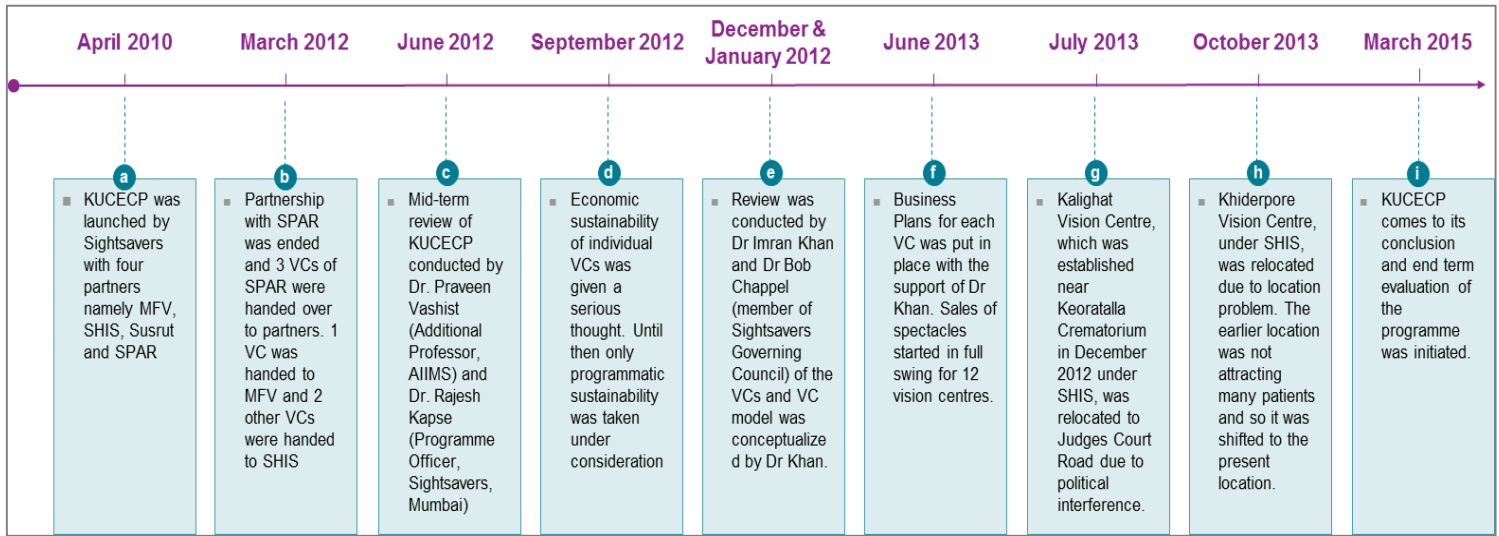 April 2010
March 2012
June 2012
September 2012
December &
January 2012
June 2013
July 2013
October 2013
March 2015
a
KUCECP was
launched by
Sightsavers
with four
partners
namely MFV,
SHIS, Susrut
and SPAR
b
Partnership
with SPAR
was ended
and 3 VCs of
SPAR were
handed over
to partners. 1
VC was
handed to
MFV and 2
other VCs
were handed
to SHIS
c
Mid-term
review of
KUCECP
conducted by
Dr. Praveen
Vashist
(Additional
Professor,
AIIMS) and
Dr. Rajesh
Kapse
(Programme
Officer,
Sightsavers,
Mumbai)
d
Economic
sustainability
of individual
VCs was
given a
serious
thought. Until
then only
programmatic
sustainability
was taken
under
consideration
e
Review was
conducted by
Dr Imran Khan
and Dr Bob
Chappel
(member of
Sightsavers
Governing
Council) of the
VCs and VC
model was
conceptualize
d by Dr Khan.
f
Business
Plans for each
VC was put in
place with the
support of Dr
Khan. Sales of
spectacles
started in full
swing for 12
vision centres.
g
Kalighat
Vision Centre,
which was
established
near
Keoratalla
Crematorium
in December
2012 under
SHIS, was
relocated to
Judges Court
Road due to
political
interference.
h
Khiderpore
Vision Centre,
under SHIS,
was relocated
due to location
problem. The
earlier location
was not
attracting
many patients
and so it was
shifted to the
present
location.
i
KUCECP
comes to its
conclusion
and end term
evaluation of
the
programme
was initiated.